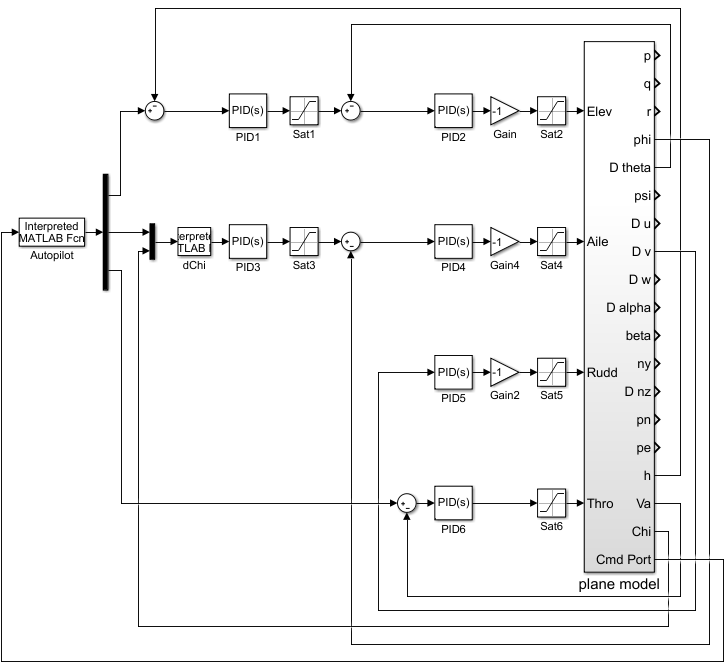 p
q
PID(s)
PID(s)
-1
Elev
r
PID1
Sat1
PID2
Gain
Sat2
phi
D theta
psi
Interpreted
MATLAB Fcn
Autopilot
D u
erprete
TLAB I
PID(s)
PID(s)
-1
Aile
D v
dChi
PID3
Sat3
PID4
Gain4
Sat4
D w
D alpha
beta
PID(s)
-1
Rudd
ny
PID5
Gain2
Sat5
D nz
pn
pe
h
PID(s)
Thro
Va
PID6
Sat6
Chi
Cmd Port
plane model